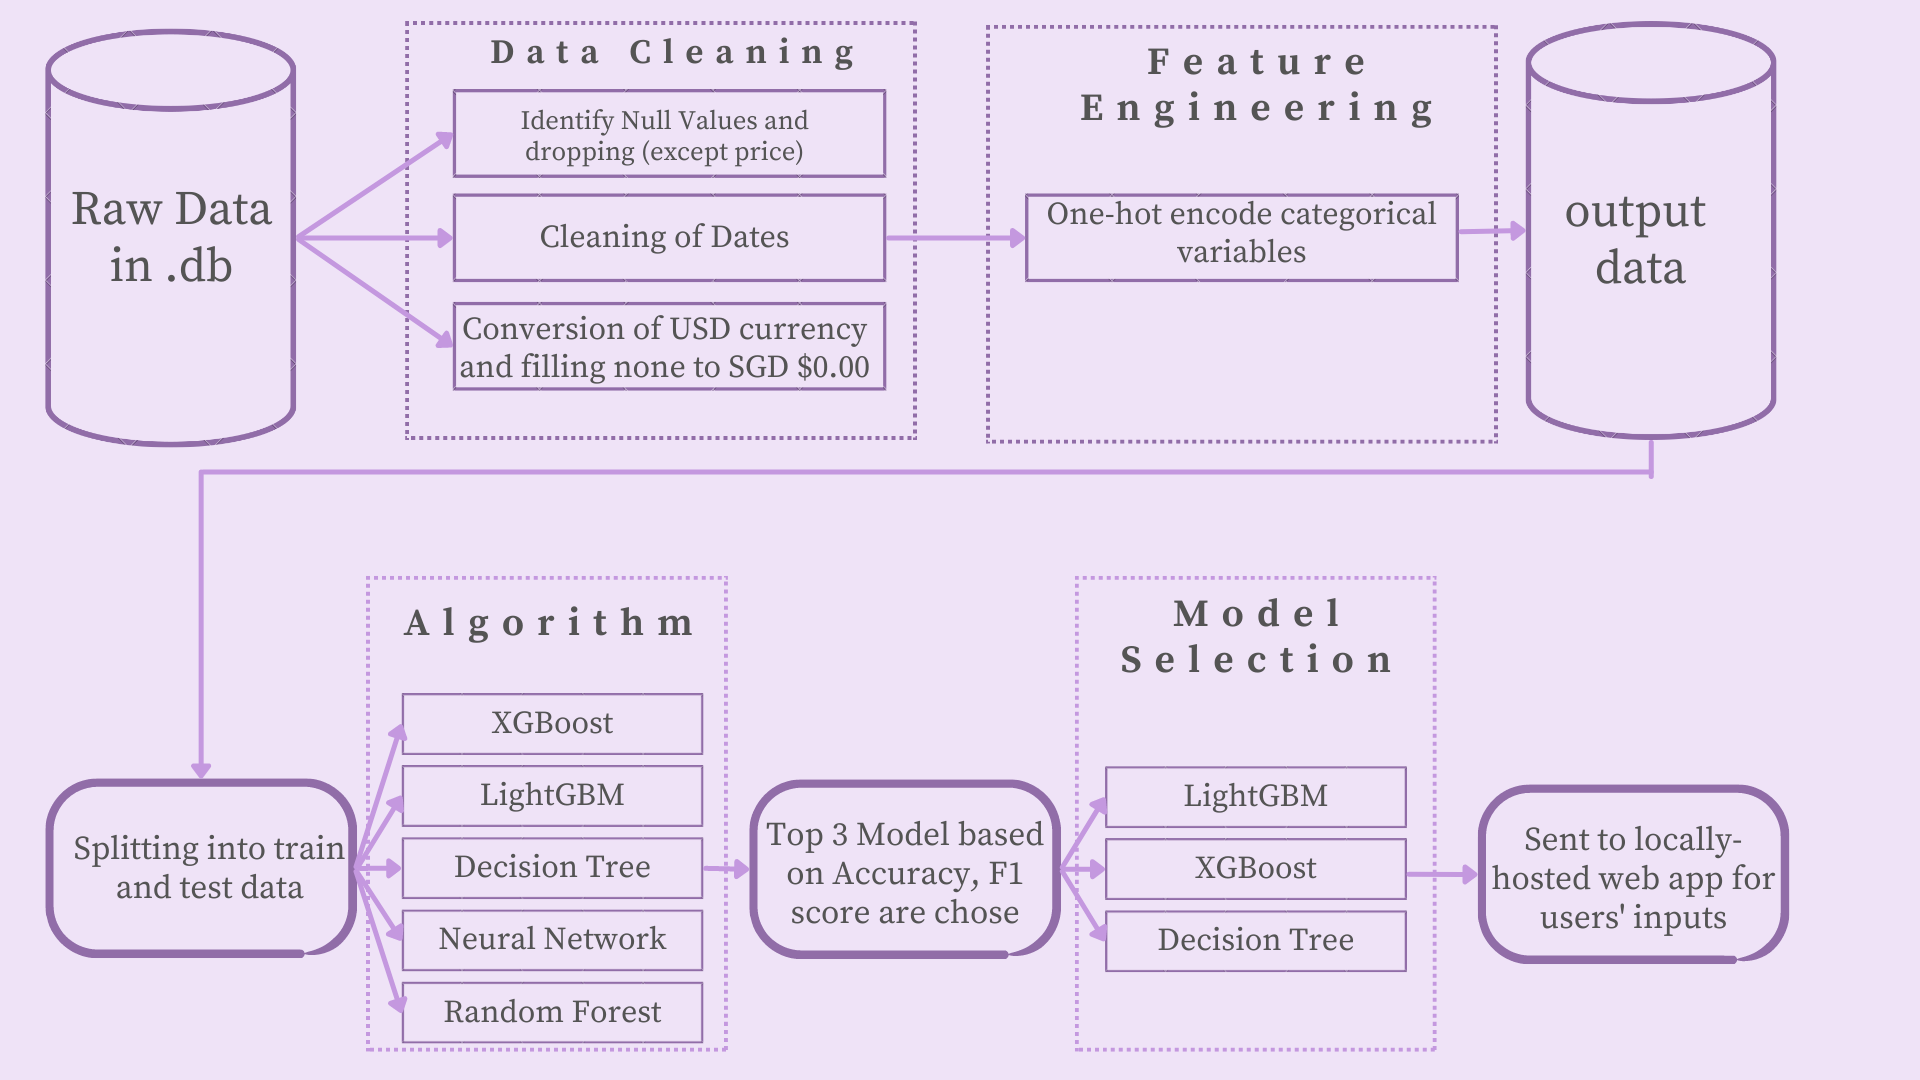 Raw Data
in .db
Data Cleaning
Identify Null Values and
dropping (except price)
Cleaning of Dates
Conversion of USD currency
and filling none to SGD $0.00
Feature
Engineering
One-hot encode categorical
variables
output
data
Splitting into train
and test data
Algorithm
XGBoost
LightGBM
Decision Tree
Neural Network
Random Forest
Top 3 Model based
on Accuracy, F1
score are chose
Model
Selection
LightGBM
XGBoost
Decision Tree
Sent to locally-
hosted web app for
users' inputs